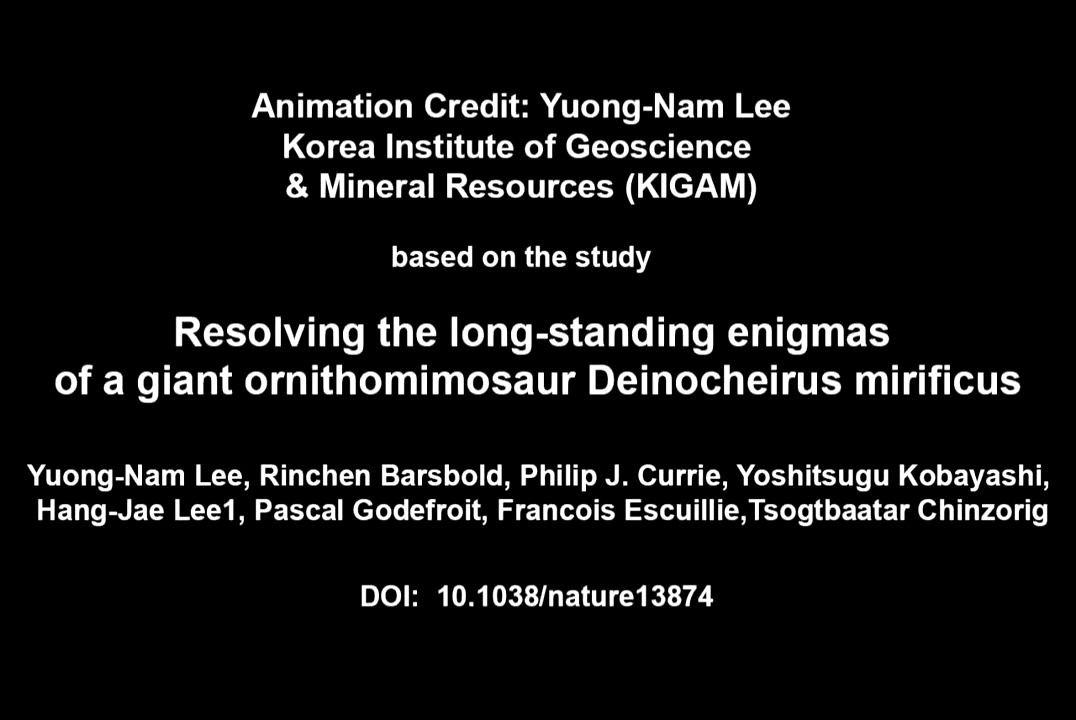 Animation Credit: Yuong-Nam Lee
Korea Institute of Geoscience
& Mineral Resources (KIGAM)
based on the study
Resolving the long-standing enigmas
of a giant ornithomimosaur Deinocheirus mirificus
Yuong-Nam Lee, Rinchen Barsbold, Philip J. Currie, Yoshitsugu Kobayashi,
Hang-Jae Lee1, Pascal Godefroit, Francois Escuillie,Tsogtbaatar Chinzorig
DOI:  10.1038/nature13874